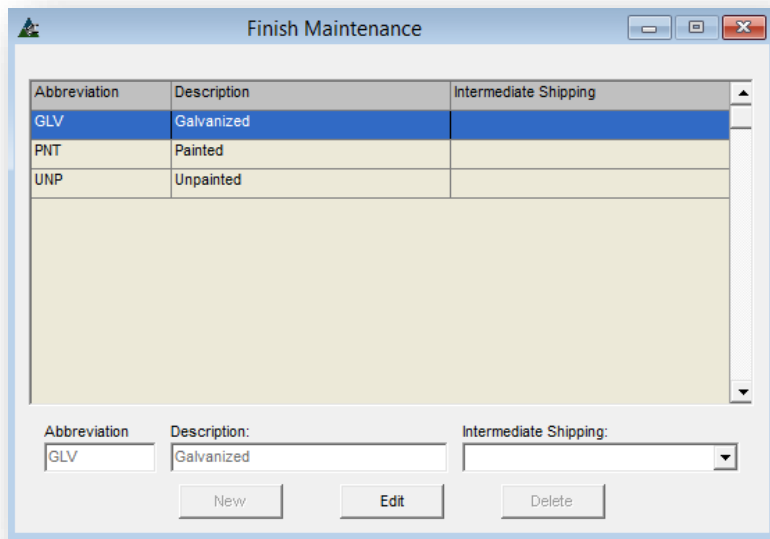 Finish Maintenance
Abbreviation Description Intermediate Shipping
GLV Galvanized
PNT Painted
UNP Unpainted
Abbreviation Description: Intermediate Shipping:
GLV Galvanized
New Edit Delete